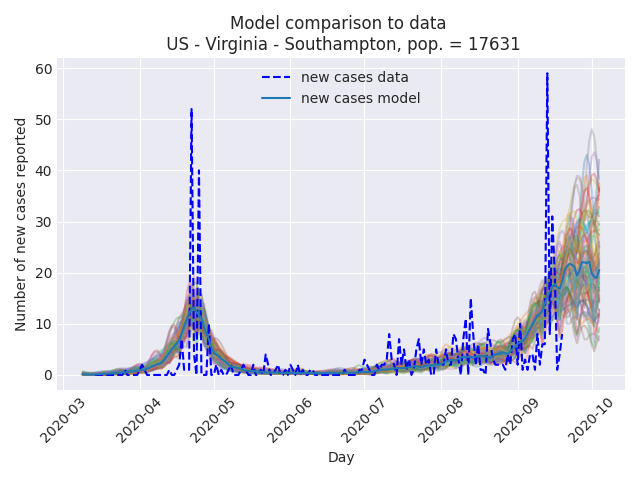 Model comparison to data
US - Virginia - Southampton, pop. = 17631
new cases data
new cases model
Number of new cases reported
60
50
40
30
20
10
0
2020-03
2020-04
2020-05
2020-06
2020-07
2020-08
2020-09
2020-10
Day